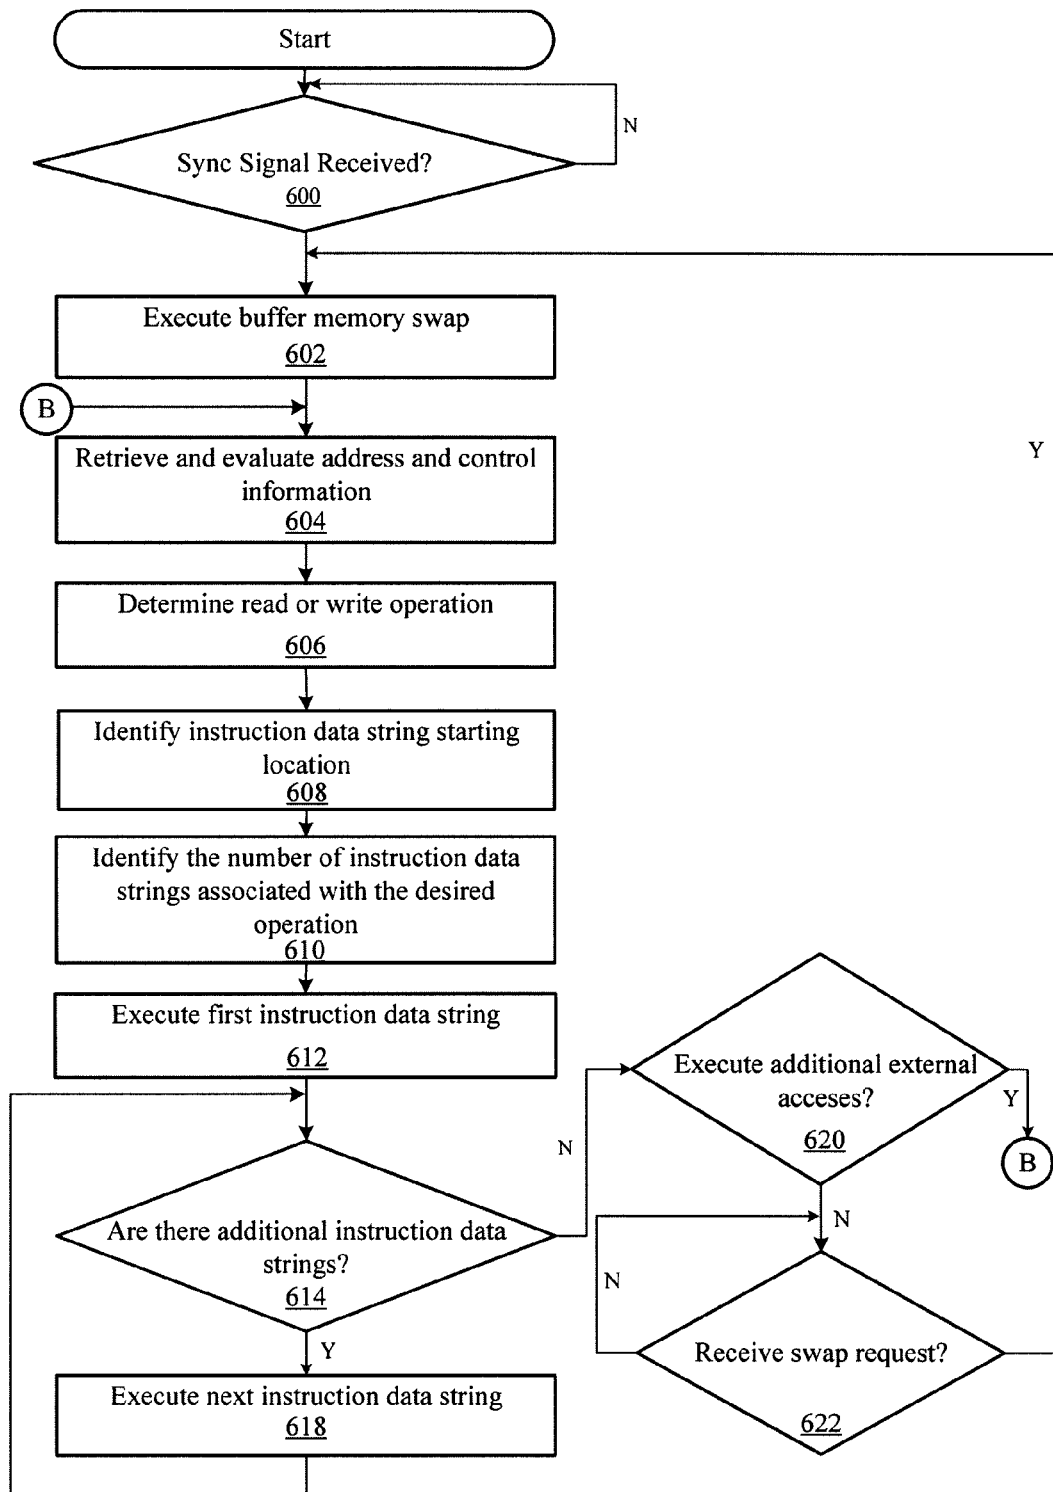 Start
N
Sync Signal Received?
600
Execute buffer memory swap
602
B
Y
Retrieve and evaluate address and control
information
604
Determine read or write operation
606
Identify instruction data string starting
location
608
Identify the number of instruction data
strings associated with the desired
operation
610
Execute first instruction data string
612
Execute additional external
acceses?
620
Y
B
N
N
Are there additional instruction data
strings?
614
N
Y
Receive swap request?
622
Execute next instruction data string
618